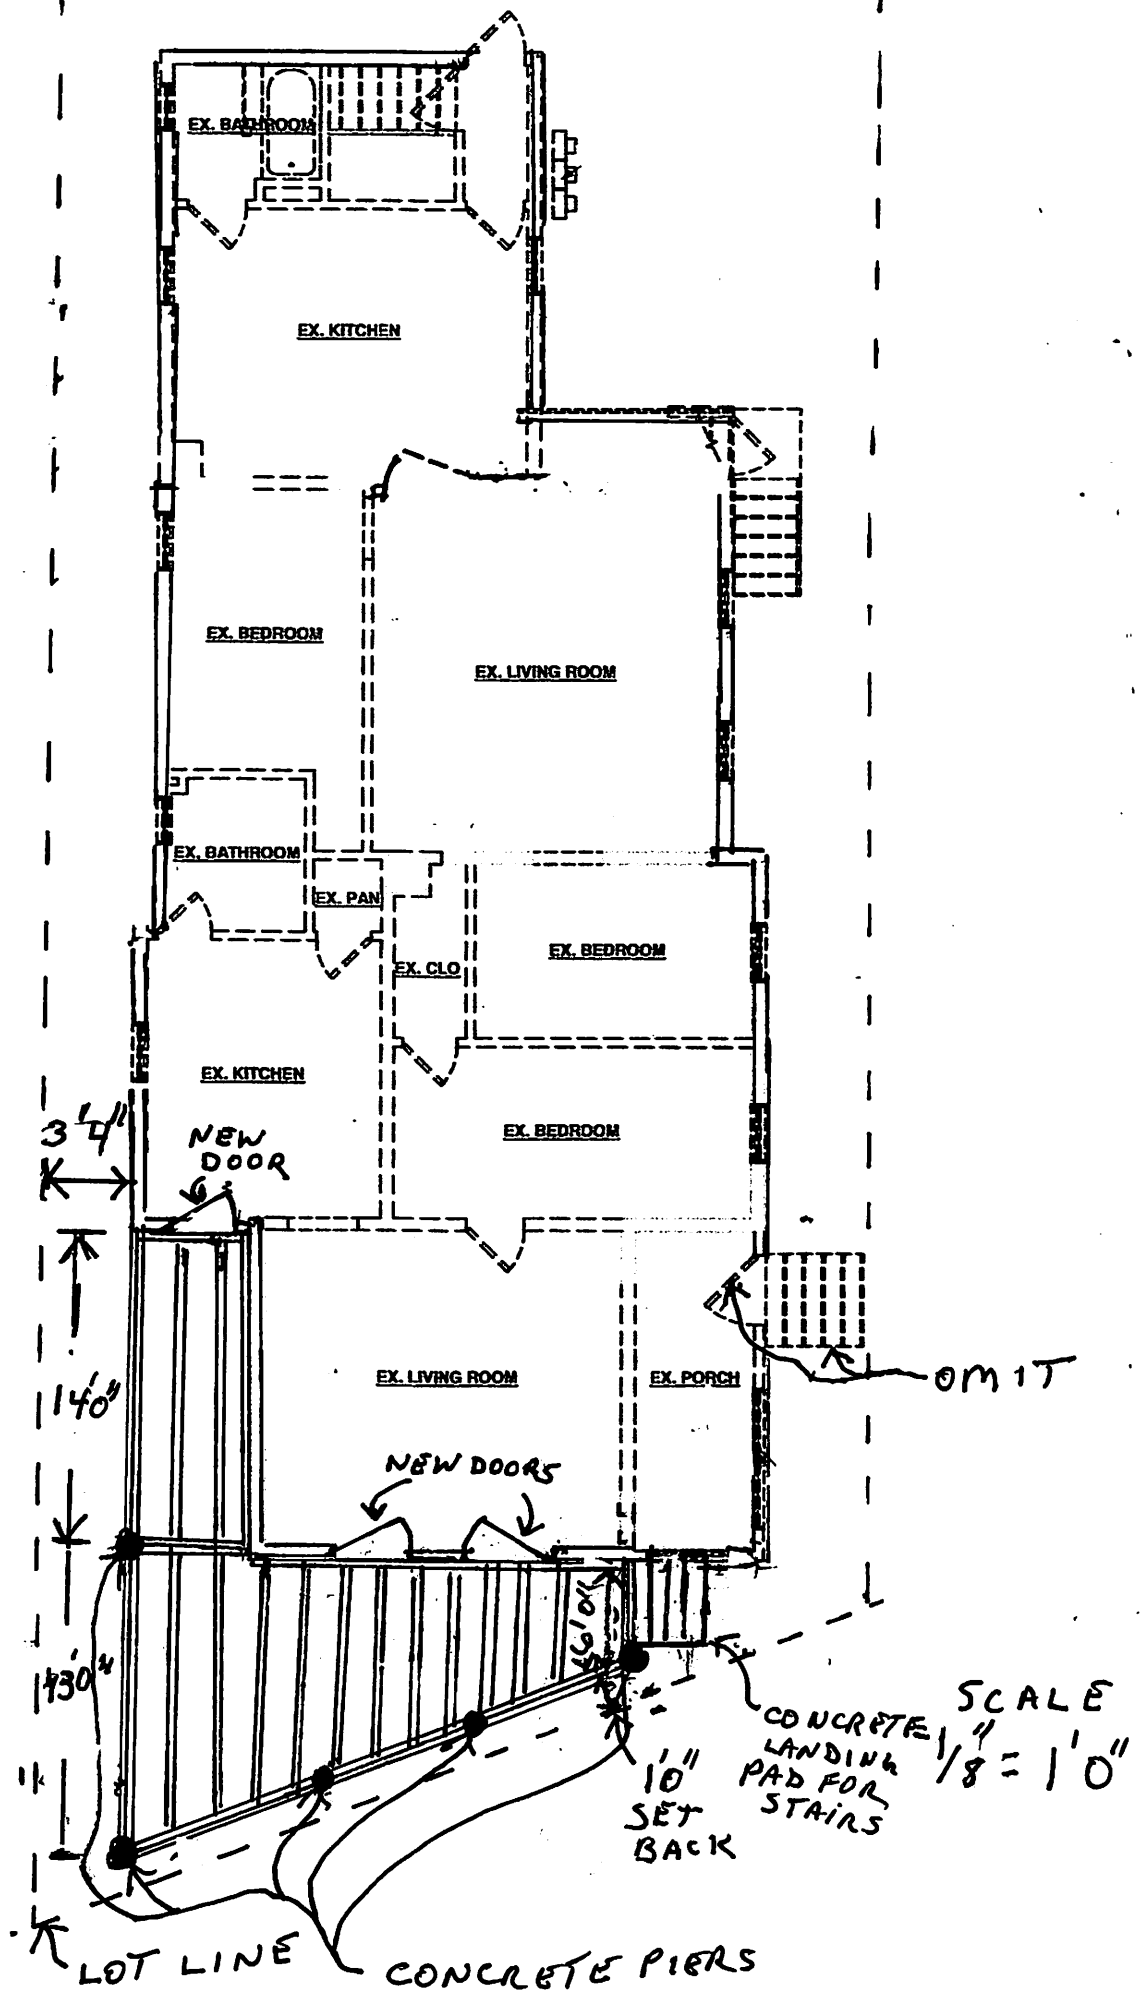 EX. BATHROOM
EX. KITCHEN
EX. BEDROOM
EX. LIVING ROOM
EX. BATHROOM
EX. PAN
EX. CLO
EX. BEDROOM
EX. KITCHEN
EX. BEDROOM
3'4"
NEW
DOOR
14'0"
EX. LIVING ROOM
EX. PORCH
OMIT
NEW DOORS
6'0"
13'0"
1'0"
SET
BACK
CONCRETE
LANDING
PAD FOR
STAIRS
SCALE
1/8" = 1'0"
LOT LINE
CONCRETE PIERS